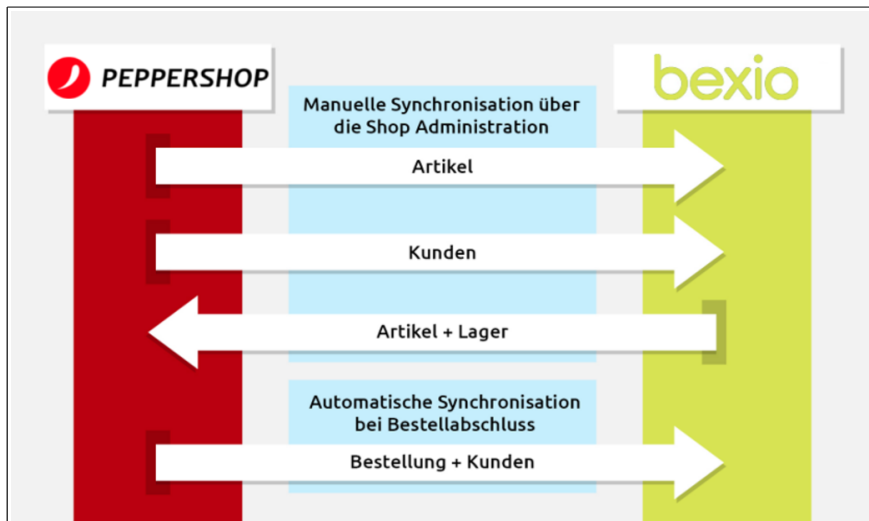 PEPPERSHOP
bexio
Manuelle Synchronisation über
die Shop Administration
Artikel
Kunden
Artikel + Lager
Automatische Synchronisation
bei Bestellabschluss
Bestellung + Kunden